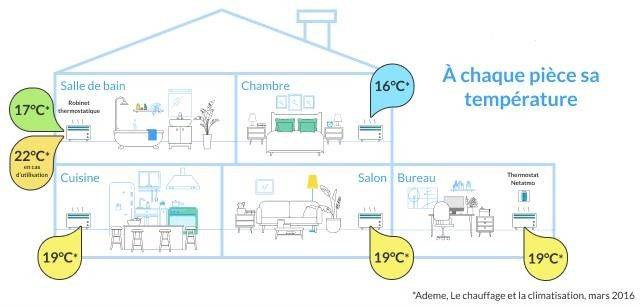 À chaque pièce sa
température
Salle de bain
Robinet
thermostatique
17°C*
22°C*
en cas
d'utilisation
Chambre
16°C*
Cuisine
19°C*
Salon
19°C*
Bureau
Thermostat
Netatmo
19°C*
*Ademe, Le chauffage et la climatisation, mars 2016